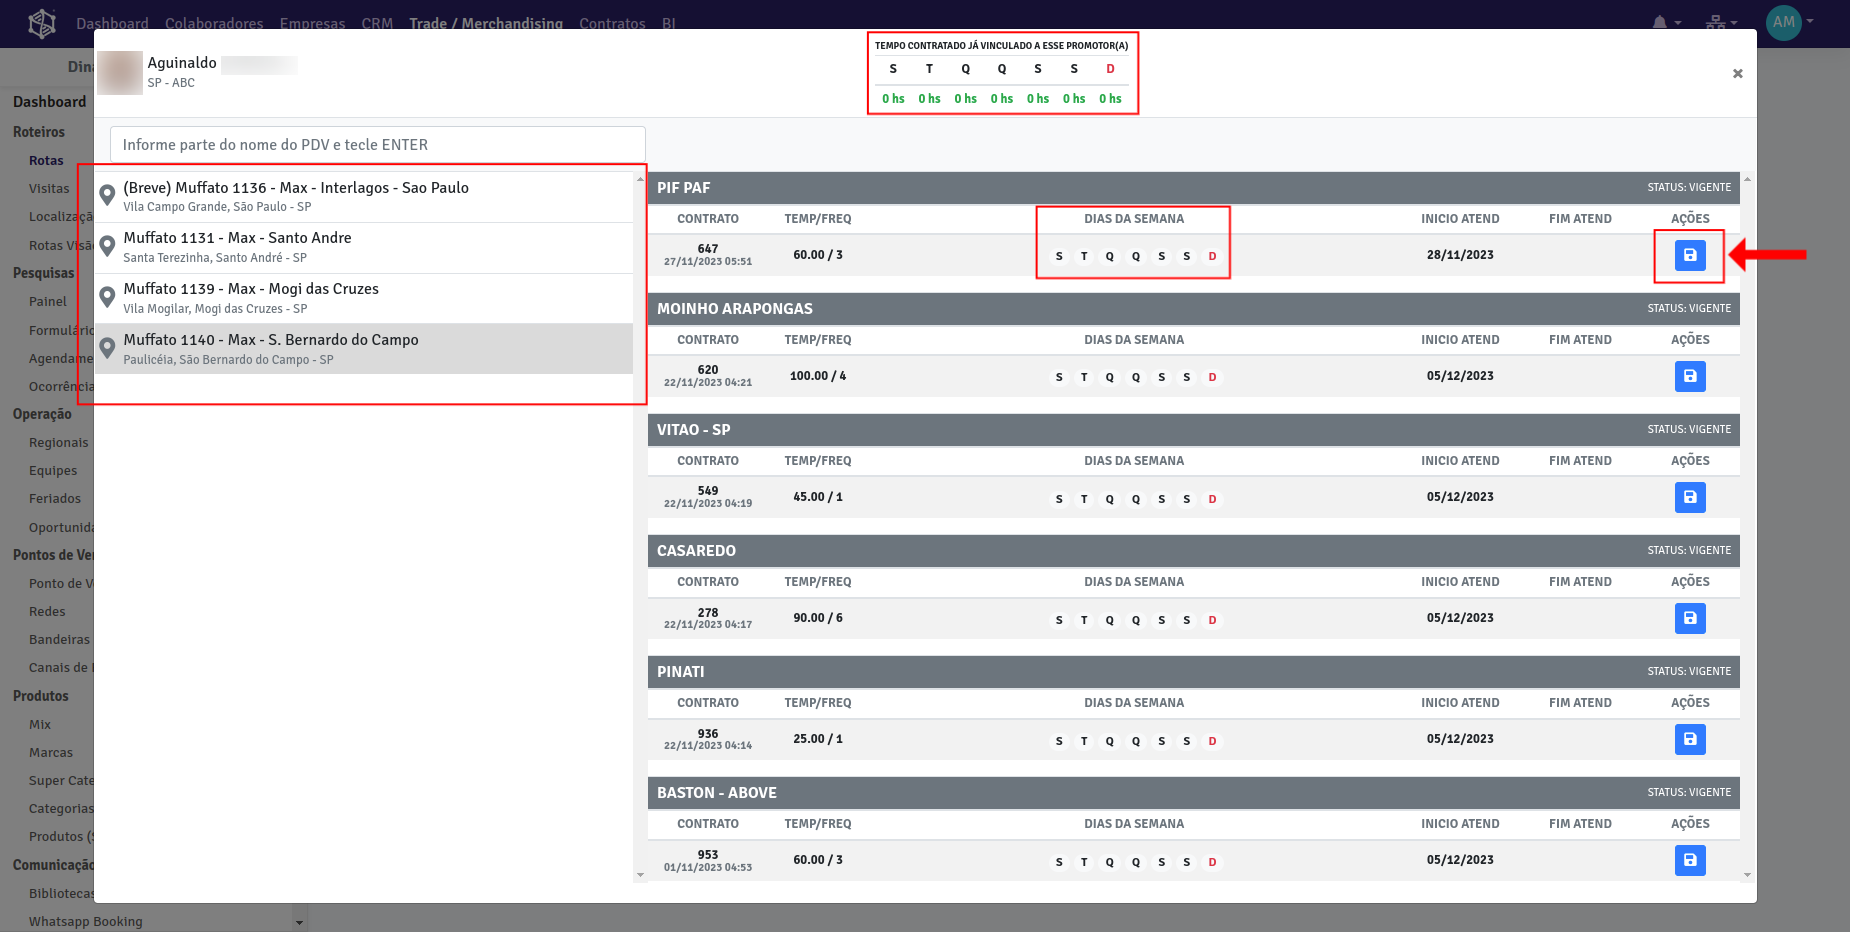 Dashboard Colaboradores Empresas CRM Trade / Merchandising Contratos BI
AM
Aguinaldo
SP - ABC
TEMPO CONTRATADO JÁ VINCULADO A ESSE PROMOTOR(A)
S T Q Q S S D
0 hs 0 hs 0 hs 0 hs 0 hs 0 hs 0 hs
×
Dina
Dashboard
Roteiros
Rotas
Visitas
Localizaçã
Rotas Visã
Pesquisas
Painel
Formulário
Agendame
Ocorrência
Operação
Regionais
Equipes
Feriados
Oportunida
Pontos de Ve
Ponto de V
Redes
Bandeiras
Canais de
Produtos
Mix
Marcas
Super Cate
Categorias
Produtos (
Comunicação
Bibliotecas
Whatsapp Booking
Informe parte do nome do PDV e tecle ENTER
(Breve) Muffato 1136 - Max - Interlagos - Sao Paulo
Vila Campo Grande, São Paulo - SP
Muffato 1131 - Max - Santo Andre
Santa Terezinha, Santo André - SP
Muffato 1139 - Max - Mogi das Cruzes
Vila Mogilar, Mogi das Cruzes - SP
Muffato 1140 - Max - S. Bernardo do Campo
Paulicéia, São Bernardo do Campo - SP
PIF PAF STATUS: VIGENTE
CONTRATO TEMP/FREQ DIAS DA SEMANA INICIO ATEND FIM ATEND AÇÕES
647 60.00 / 3 S T Q Q S S D 28/11/2023
27/11/2023 05:51
MOINHO ARAPONGAS STATUS: VIGENTE
CONTRATO TEMP/FREQ DIAS DA SEMANA INICIO ATEND FIM ATEND AÇÕES
620 100.00 / 4 S T Q Q S S D 05/12/2023
22/11/2023 04:21
VITAO - SP STATUS: VIGENTE
CONTRATO TEMP/FREQ DIAS DA SEMANA INICIO ATEND FIM ATEND AÇÕES
549 45.00 / 1 S T Q Q S S D 05/12/2023
22/11/2023 04:19
CASAREDO STATUS: VIGENTE
CONTRATO TEMP/FREQ DIAS DA SEMANA INICIO ATEND FIM ATEND AÇÕES
278 90.00 / 6 S T Q Q S S D 05/12/2023
22/11/2023 04:17
PINATI STATUS: VIGENTE
CONTRATO TEMP/FREQ DIAS DA SEMANA INICIO ATEND FIM ATEND AÇÕES
936 25.00 / 1 S T Q Q S S D 05/12/2023
22/11/2023 04:14
BASTON - ABOVE STATUS: VIGENTE
CONTRATO TEMP/FREQ DIAS DA SEMANA INICIO ATEND FIM ATEND AÇÕES
953 60.00 / 3 S T Q Q S S D 05/12/2023
01/11/2023 04:53